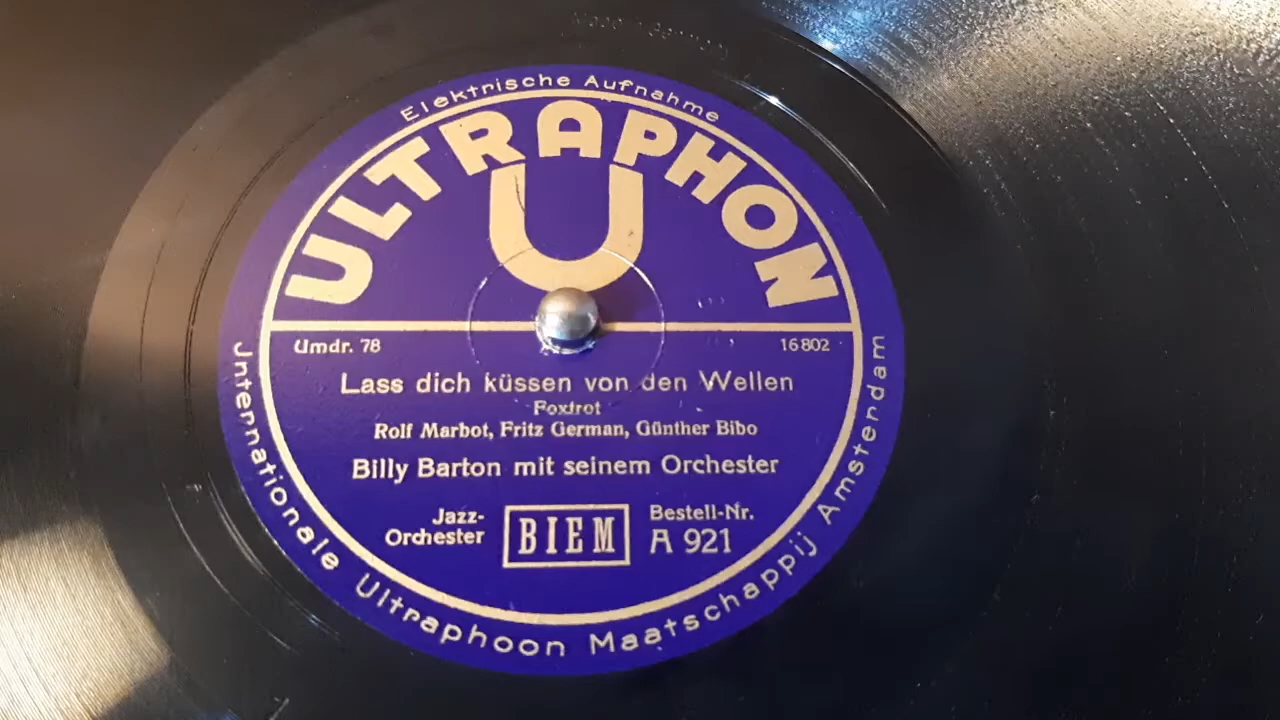 Elektrische Aufnahme
ULTRAPHON
U
Umdr. 78
16802
Lass dich küssen von den Wellen
Foxtrot
Rolf Marbot, Fritz German, Günther Bibo
Billy Barton mit seinem Orchester
Jazz-
Orchester
BIEM
Bestell-Nr.
A 921
Jnternationale Ultraphoon Maatschappij Amsterdam